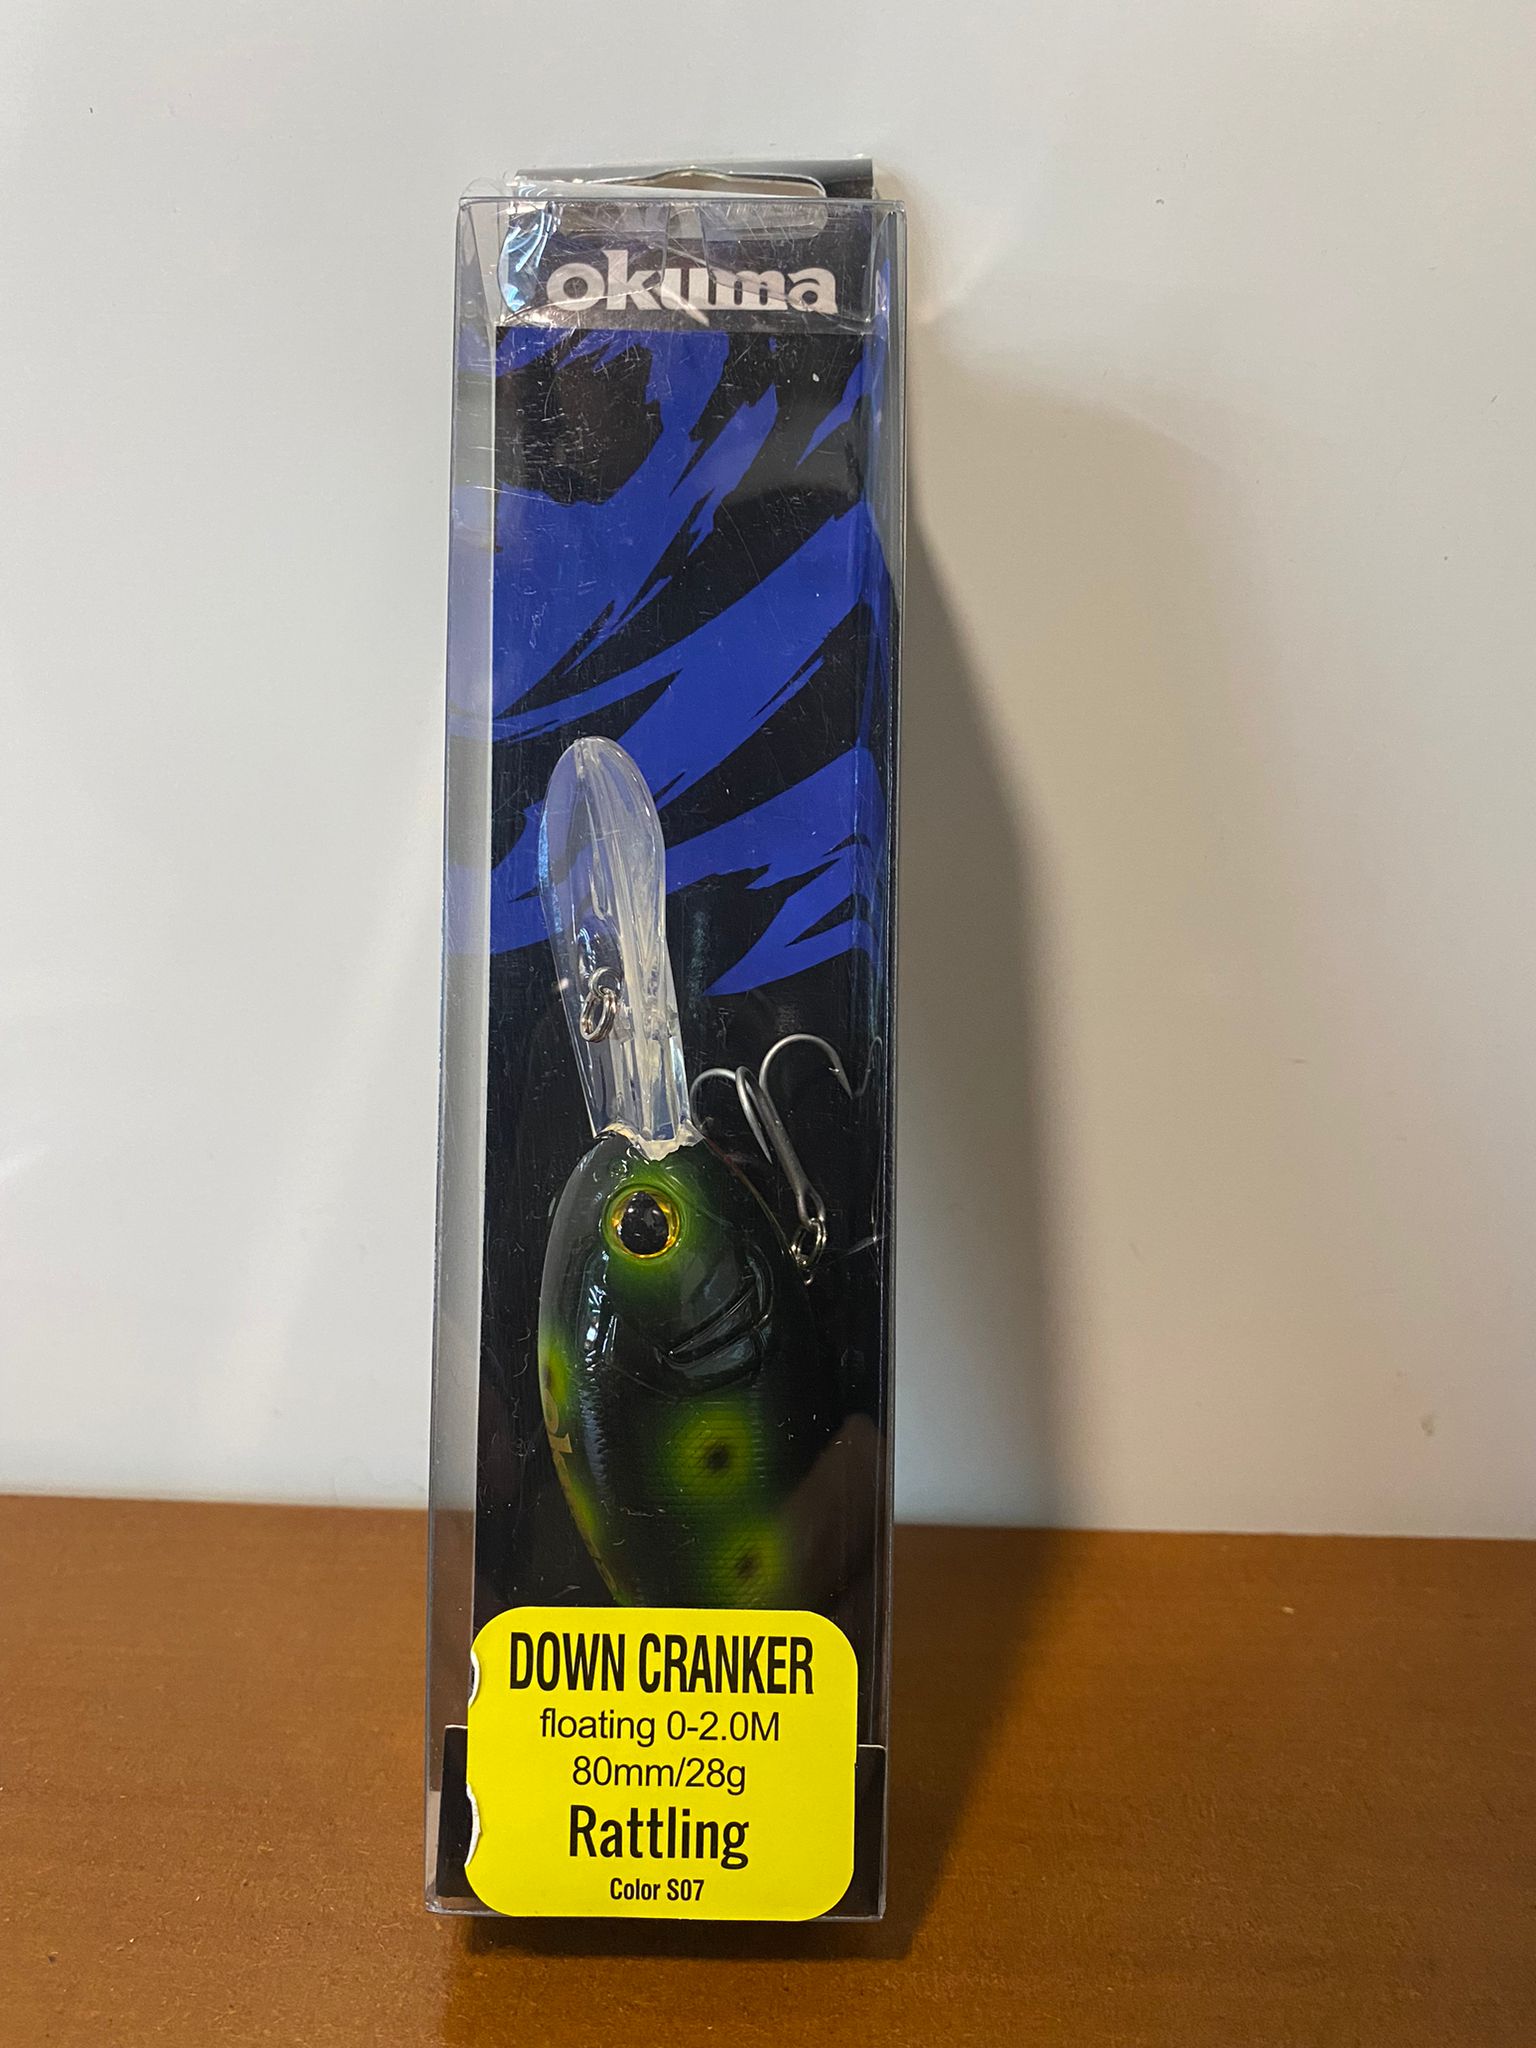 okuma
DOWN CRANKER
floating 0-2.0M
80mm/28g
Rattling
Color S07